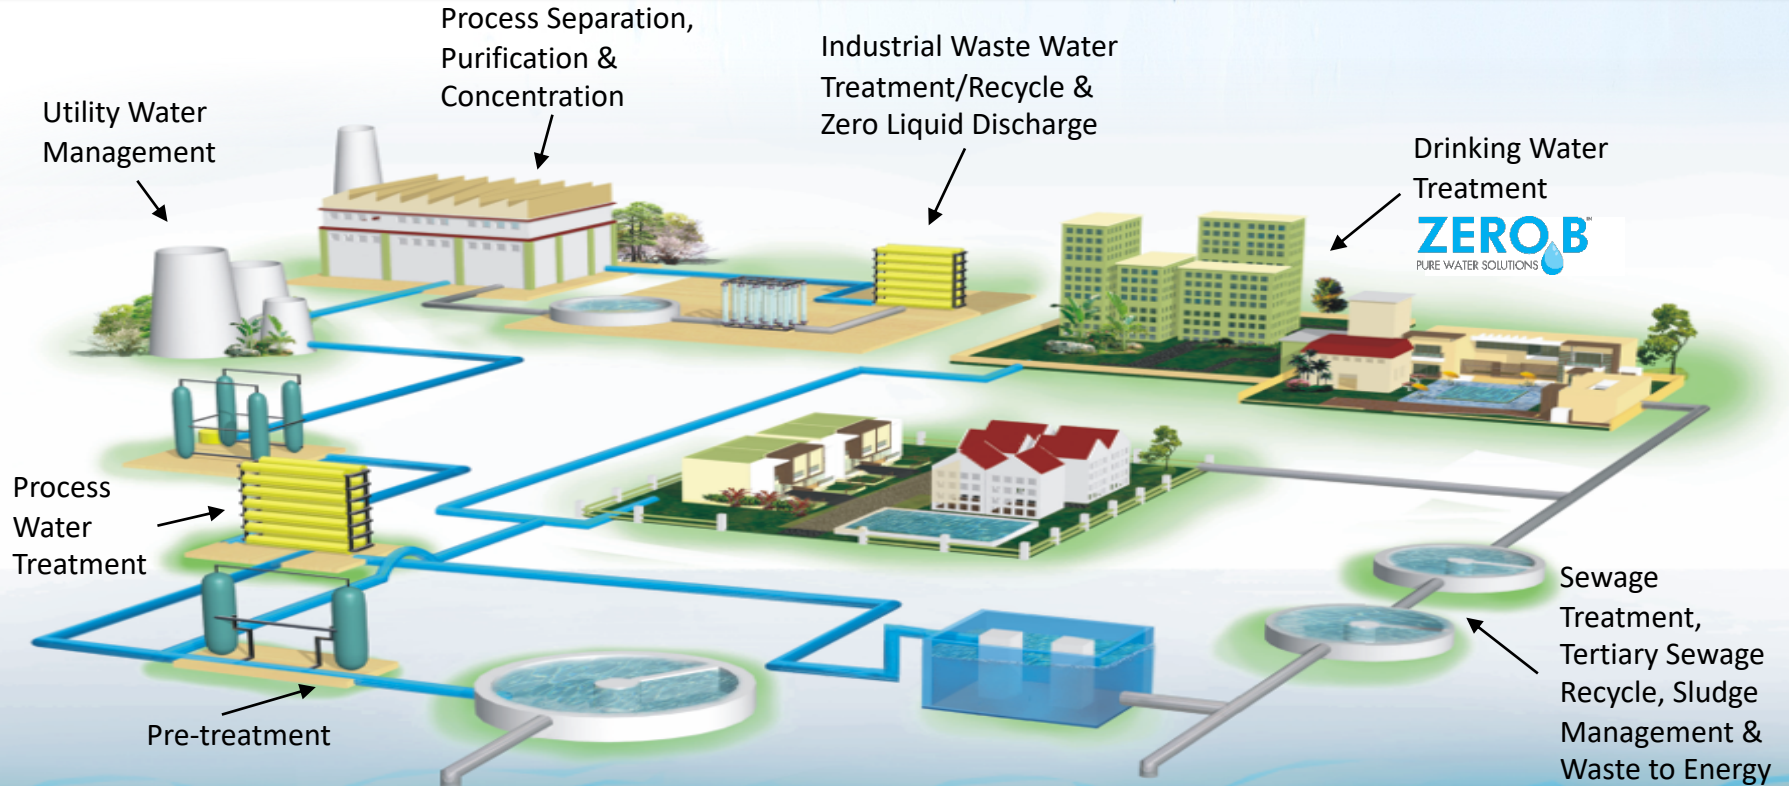 Process Separation,
Purification &
Concentration
Industrial Waste Water
Treatment/Recycle &
Zero Liquid Discharge
Utility Water
Management
Drinking Water
Treatment
ZERO B™
PURE WATER SOLUTIONS
Process
Water
Treatment
Pre-treatment
Sewage
Treatment,
Tertiary Sewage
Recycle, Sludge
Management &
Waste to Energy